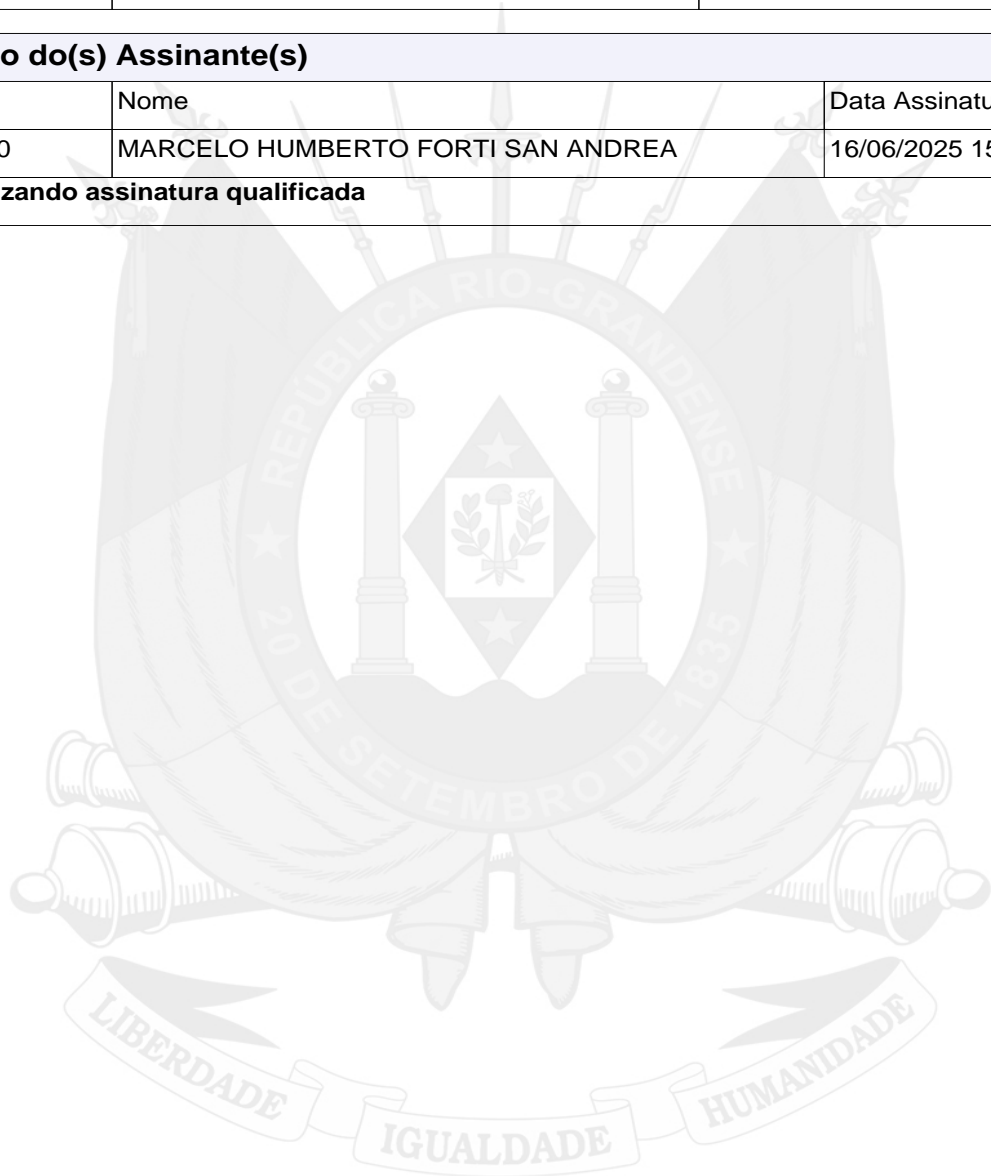 o do(s) Assinante(s)
Nome Data Assinatu
0 MARCELO HUMBERTO FORTI SAN ANDREA 16/06/2025 15
zando assinatura qualificada
REPÚBLICA RIO-GRANDENSE
20 DE SETEMBRO DE 1835
LIBERDADE IGUALDADE HUMANIDADE